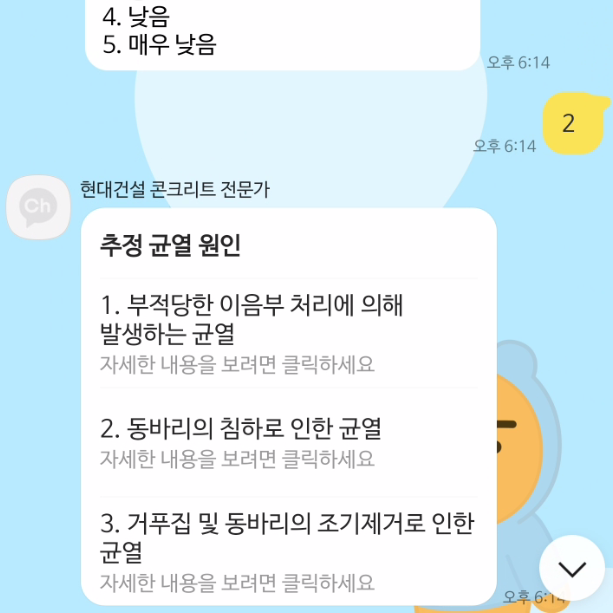 4. 낮음
5. 매우 낮음
오후 6:14
2
오후 6:14
Ch
현대건설 콘크리트 전문가
추정 균열 원인
1. 부적당한 이음부 처리에 의해
발생하는 균열
자세한 내용을 보려면 클릭하세요
2. 동바리의 침하로 인한 균열
자세한 내용을 보려면 클릭하세요
3. 거푸집 및 동바리의 조기제거로 인한
균열
자세한 내용을 보려면 클릭하세요
오후 6:14